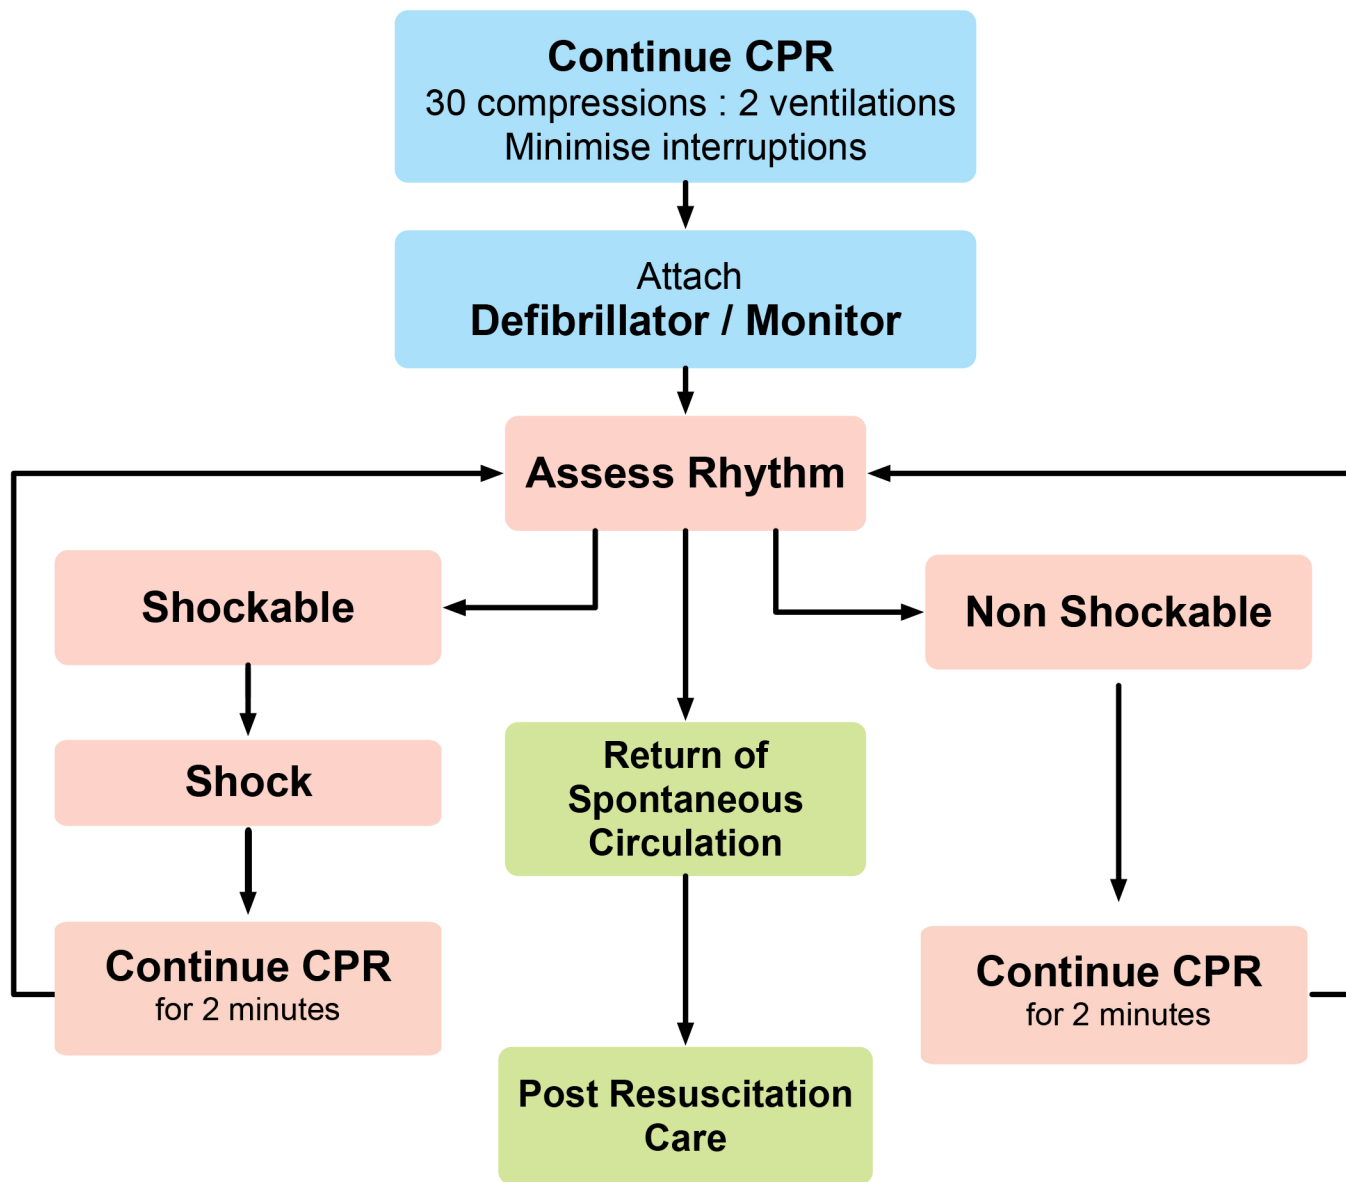 Continue CPR
30 compressions : 2 ventilations
Minimise interruptions
Attach
Defibrillator / Monitor
Assess Rhythm
Shockable
Non Shockable
Shock
Return of
Spontaneous
Circulation
Continue CPR
for 2 minutes
Continue CPR
for 2 minutes
Post Resuscitation
Care